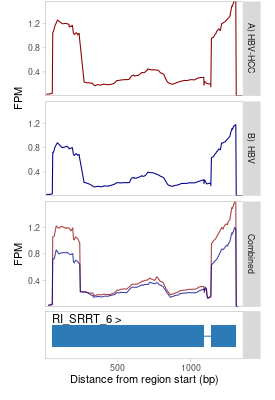 1.2
0.8
0.4
A) HBV-HCC
FPM
1.2
0.8
0.4
B) HBV
1.2
0.8
0.4
FPM
Combined
RI_SRRT_6 >
500
1000
Distance from region start (bp)